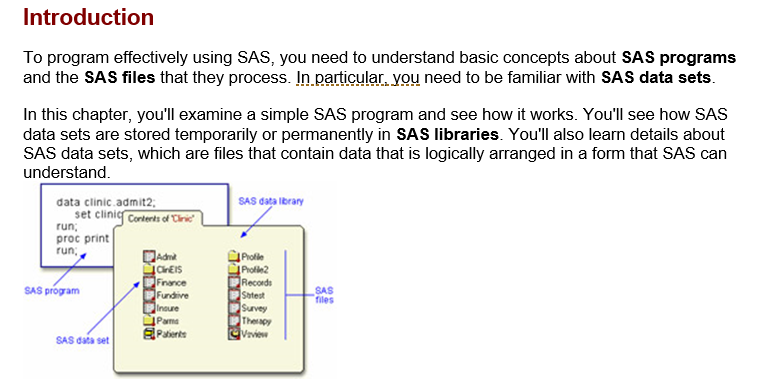 Introduction
To program effectively using SAS, you need to understand basic concepts about SAS programs
and the SAS files that they process. In particular, you need to be familiar with SAS data sets.
In this chapter, you'll examine a simple SAS program and see how it works. You'll see how SAS
data sets are stored temporarily or permanently in SAS libraries. You'll also learn details about
SAS data sets, which are files that contain data that is logically arranged in a form that SAS can
understand.
data clinic.admit2;
set clinic
run;
proc print
run;
SAS program
SAS data set
SAS data library
Contents of 'Clinic'
Admit
ClinEIS
Finance
Fundrive
Insure
Parms
Patients
Profile
Profile2
Records
Survey
Therapy
SAS
files